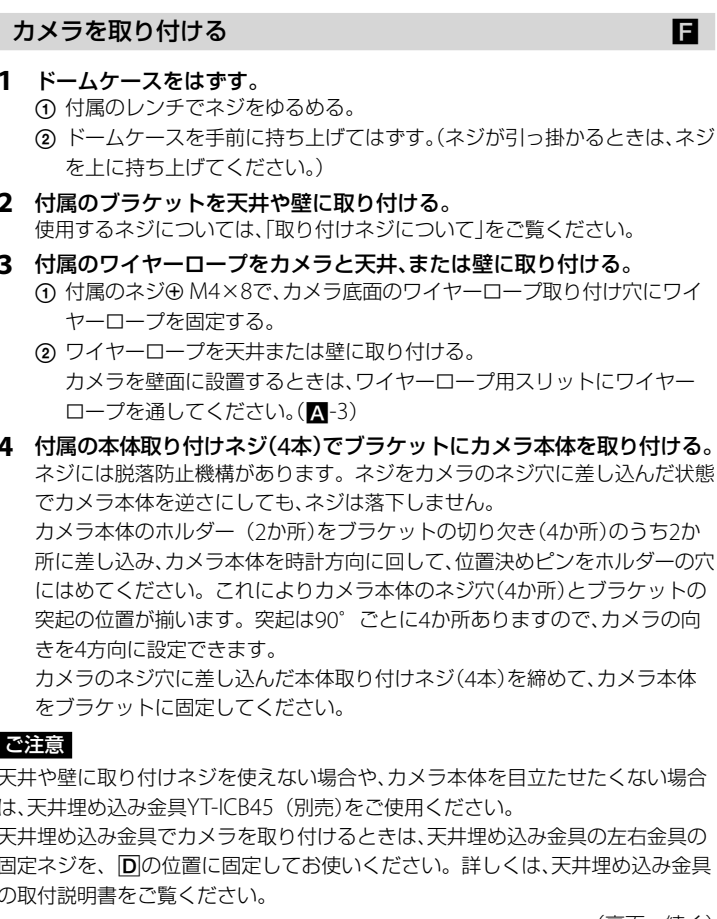 カメラを取り付ける F
1 ドームケースをはずす。
① 付属のレンチでネジをゆるめる。
② ドームケースを手前に持ち上げてはずす。(ネジが引っ掛かるときは、ネジ
を上に持ち上げてください。)
2 付属のブラケットを天井や壁に取り付ける。
使用するネジについては、「取り付けネジについて」をご覧ください。
3 付属のワイヤーロープをカメラと天井、または壁に取り付ける。
① 付属のネジ⊕ M4×8で、カメラ底面のワイヤーロープ取り付け穴にワイ
ヤーロープを固定する。
② ワイヤーロープを天井または壁に取り付ける。
カメラを壁面に設置するときは、ワイヤーロープ用スリットにワイヤー
ロープを通してください。(A-3)
4 付属の本体取り付けネジ(4本)でブラケットにカメラ本体を取り付ける。
ネジには脱落防止機構があります。ネジをカメラのネジ穴に差し込んだ状態
でカメラ本体を逆さにしても、ネジは落下しません。
カメラ本体のホルダー(2か所)をブラケットの切り欠き(4か所)のうち2か
所に差し込み、カメラ本体を時計方向に回して、位置決めピンをホルダーの穴
にはめてください。これによりカメラ本体のネジ穴(4か所)とブラケットの
突起の位置が揃います。突起は90°ごとに4か所ありますので、カメラの向
きを4方向に設定できます。
カメラのネジ穴に差し込んだ本体取り付けネジ(4本)を締めて、カメラ本体
をブラケットに固定してください。
ご注意
天井や壁に取り付けネジを使えない場合や、カメラ本体を目立たせたくない場合
は、天井埋め込み金具YT-ICB45(別売)をご使用ください。
天井埋め込み金具でカメラを取り付けるときは、天井埋め込み金具の左右金具の
固定ネジを、Dの位置に固定してお使いください。詳しくは、天井埋め込み金具
の取付説明書をご覧ください。